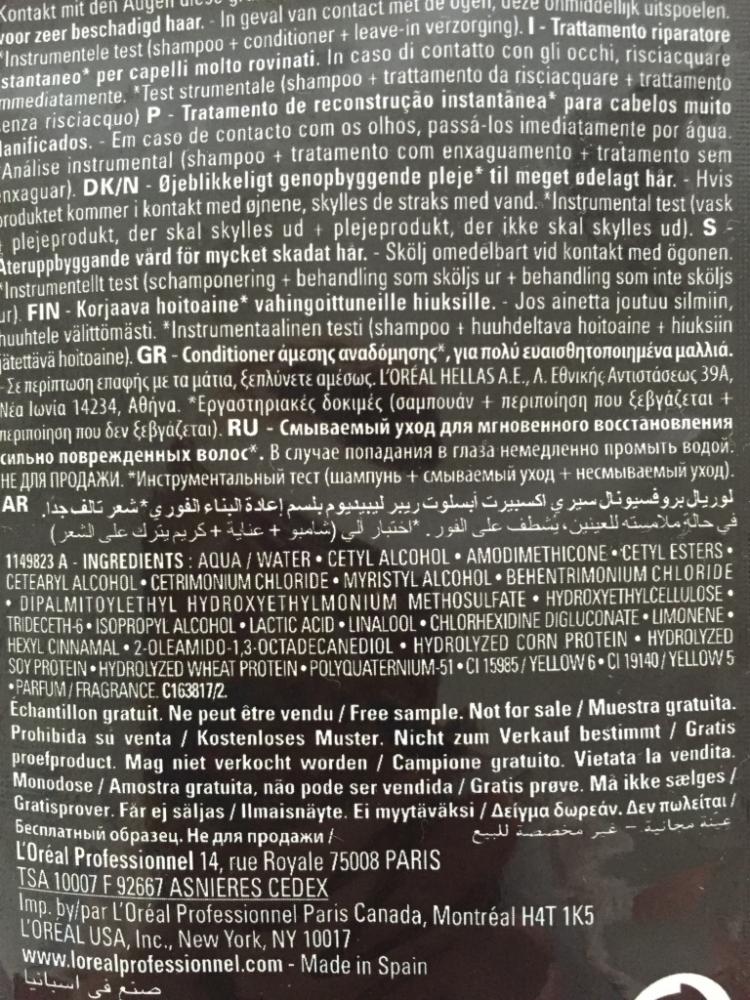 Kontakt mit den Augen diese
voor zeer beschadigd haar. - In geval van contact met de ogen, deze onmiddellijk uitspoelen.
*Instrumentele test (shampoo + conditioner + leave-in verzorging). I - Trattamento riparatore
istantaneo* per capelli molto rovinati. In caso di contatto con gli occhi, risciacquare
immediatamente. *Test strumentale (shampoo + trattamento da risciacquare + trattamento
senza risciacquo) P - Tratamento de reconstrução instantânea* para cabelos muito
danificados. - Em caso de contacto com os olhos, passá-los imediatamente por água.
*Análise instrumental (shampoo + tratamento com enxaguamento + tratamento sem
enxaguar). DK/N - Øjeblikkeligt genopbyggende pleje* til meget ødelagt hår. - Hvis
produktet kommer i kontakt med øjnene, skylles de straks med vand. *Instrumental test (vask
+ plejeprodukt, der skal skylles ud + plejeprodukt, der ikke skal skylles ud). S -
Återuppbyggande vård för mycket skadat hår. - Skölj omedelbart vid kontakt med ögonen.
*Instrumentellt test (schamponering + behandling som sköljs ur + behandling som inte sköljs
ur). FIN - Korjaava hoitoaine* vahingoittuneille hiuksille. - Jos ainetta joutuu silmiin,
huuhtele välittömästi. *Instrumentaalinen testi (shampoo + huuhdeltava hoitoaine + hiuksiin
jätettävä hoitoaine). GR - Conditioner άμεσης αναδόμησης*, για πολύ ευαισθητοποιημένα μαλλιά.
- Σε περίπτωση επαφής με τα μάτια, ξεπλύνετε αμέσως. L'ORÉAL HELLAS A.E., Λ. Εθνικής Αντιστάσεως 39Α,
Νέα Ιωνία 14234, Αθήνα. *Εργαστηριακές δοκιμές (σαμπουάν + περιποίηση που ξεβγάζεται +
περιποίηση που δεν ξεβγάζεται). RU - Смываемый уход для мгновенного восстановления
сильно поврежденных волос*. В случае попадания в глаза немедленно промыть водой.
НЕ ДЛЯ ПРОДАЖИ. *Инструментальный тест (шампунь + смываемый уход + несмываемый уход).
AR لوريال بروفسيونال سيري اكسبيرت أبسلوت ريبر ليبيديوم بلسم إعادة البناء الفوري* شعر تالف جدا.
في حالة ملامسته للعينين، يُشطف على الفور. *اختبار آلي (شامبو + عناية + كريم يترك على الشعر)
1149823 A - INGREDIENTS : AQUA / WATER • CETYL ALCOHOL • AMODIMETHICONE • CETYL ESTERS •
CETEARYL ALCOHOL • CETRIMONIUM CHLORIDE • MYRISTYL ALCOHOL • BEHENTRIMONIUM CHLORIDE
• DIPALMITOYLETHYL HYDROXYETHYLMONIUM METHOSULFATE • HYDROXYETHYLCELLULOSE •
TRIDECETH-6 • ISOPROPYL ALCOHOL • LACTIC ACID • LINALOOL • CHLORHEXIDINE DIGLUCONATE • LIMONENE •
HEXYL CINNAMAL • 2-OLEAMIDO-1,3-OCTADECANEDIOL • HYDROLYZED CORN PROTEIN • HYDROLYZED
SOY PROTEIN • HYDROLYZED WHEAT PROTEIN • POLYQUATERNIUM-51 • CI 15985 / YELLOW 6 • CI 19140 / YELLOW 5
• PARFUM / FRAGRANCE. C163817/2.
Échantillon gratuit. Ne peut être vendu / Free sample. Not for sale / Muestra gratuita.
Prohibida su venta / Kostenloses Muster. Nicht zum Verkauf bestimmt / Gratis
proefproduct. Mag niet verkocht worden / Campione gratuito. Vietata la vendita.
Monodose / Amostra gratuita, não pode ser vendida / Gratis prøve. Må ikke sælges /
Gratisprover. Får ej säljas / Ilmaisnäyte. Ei myytäväksi / Δείγμα δωρεάν. Δεν πωλείται /
Бесплатный образец. Не для продажи / عينة مجانية - غير مخصصة للبيع
L'Oréal Professionnel 14, rue Royale 75008 PARIS
TSA 10007 F 92667 ASNIERES CEDEX
Imp. by/par L'Oréal Professionnel Paris Canada, Montréal H4T 1K5
L'ORÉAL USA, Inc., New York, NY 10017
www.lorealprofessionnel.com - Made in Spain
صنع في اسبانيا